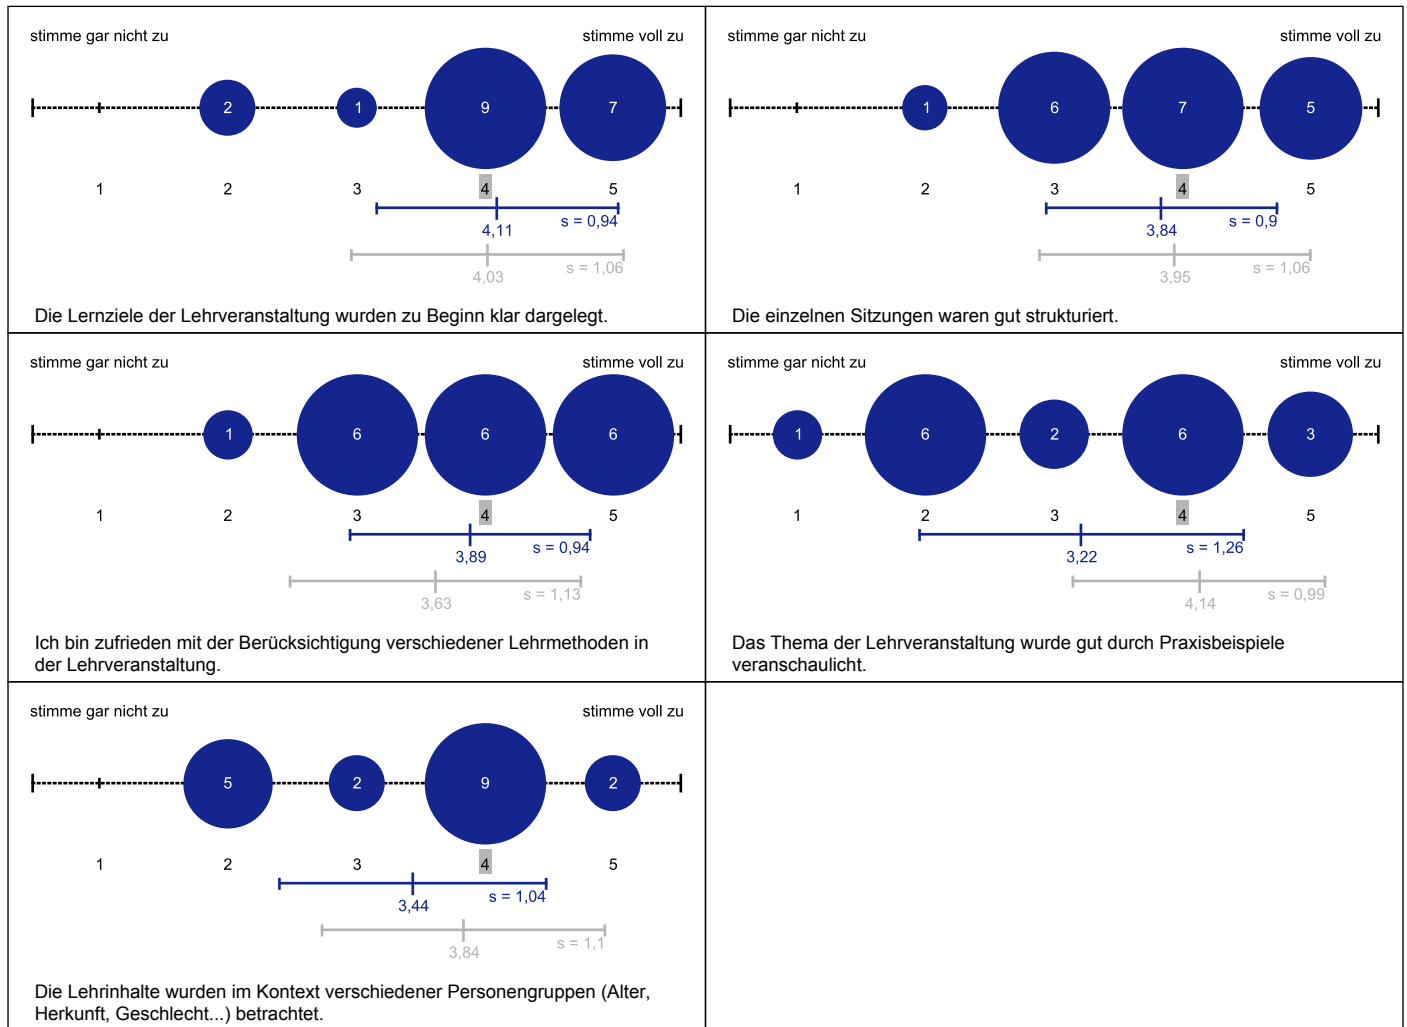 stimme gar nicht zu stimme voll zu
2 1 9 7
1 2 3 4 5
s = 0,94
4,11
s = 1,06
4,03
Die Lernziele der Lehrveranstaltung wurden zu Beginn klar dargelegt.
stimme gar nicht zu stimme voll zu
1 6 7 5
1 2 3 4 5
s = 0,9
3,84
s = 1,06
3,95
Die einzelnen Sitzungen waren gut strukturiert.
stimme gar nicht zu stimme voll zu
1 6 6 6
1 2 3 4 5
s = 0,94
3,89
s = 1,13
3,63
Ich bin zufrieden mit der Berücksichtigung verschiedener Lehrmethoden in
der Lehrveranstaltung.
stimme gar nicht zu stimme voll zu
1 6 2 6 3
1 2 3 4 5
s = 1,26
3,22
s = 0,99
4,14
Das Thema der Lehrveranstaltung wurde gut durch Praxisbeispiele
veranschaulicht.
stimme gar nicht zu stimme voll zu
5 2 9 2
1 2 3 4 5
s = 1,04
3,44
s = 1,1
3,84
Die Lehrinhalte wurden im Kontext verschiedener Personengruppen (Alter,
Herkunft, Geschlecht...) betrachtet.